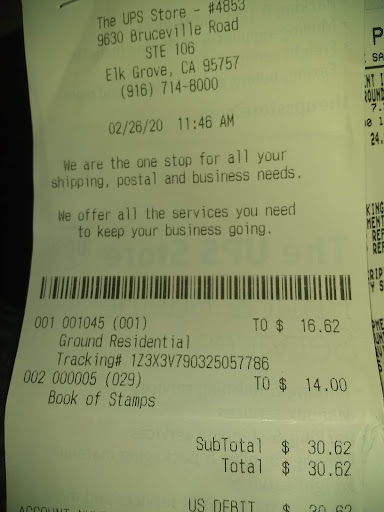 The UPS Store - #4853
9630 Bruceville Road
STE 106
Elk Grove, CA 95757
(916) 714-8000
02/26/20 11:46 AM
We are the one stop for all your
shipping, postal and business needs.
We offer all the services you need
to keep your business going.
001 001045 (001) TO $ 16.62
Ground Residential
Tracking# 1Z3X3V790325057786
002 000005 (029) TO $ 14.00
Book of Stamps
SubTotal $ 30.62
Total $ 30.62
US DEBIT $ 30.62